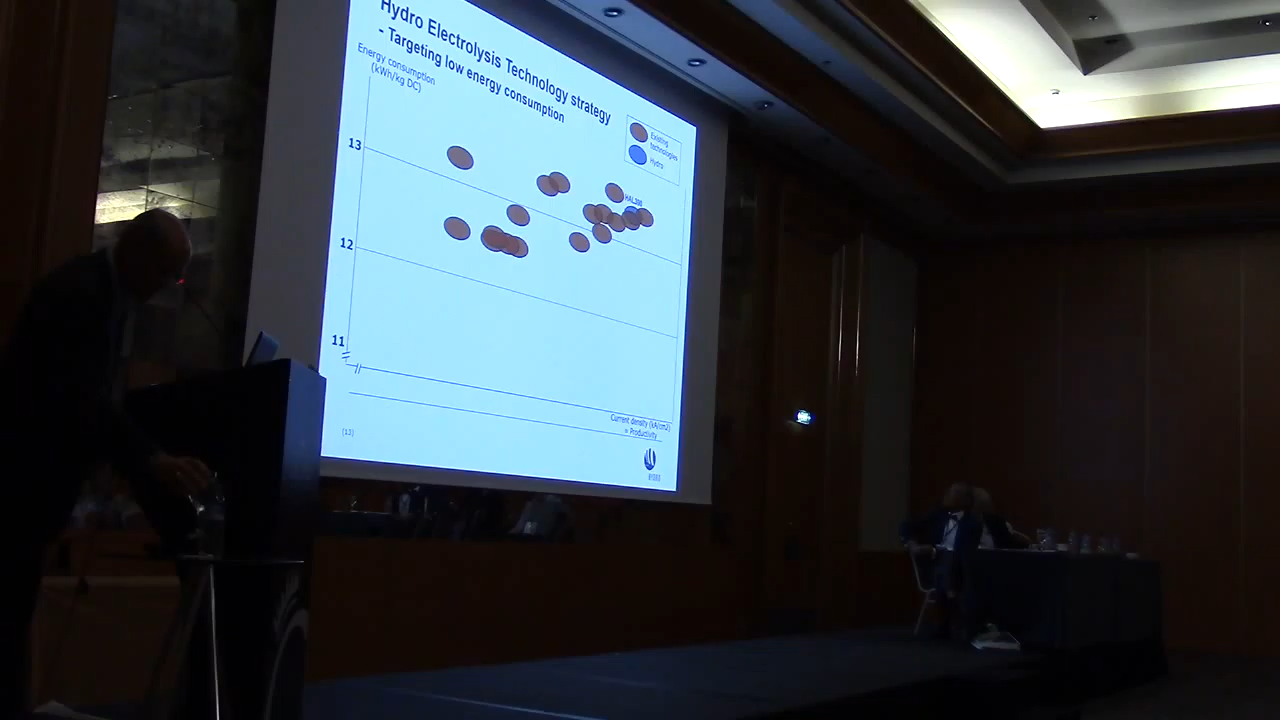 Hydro Electrolysis Technology strategy
- Targeting low energy consumption
Energy consumption
(kWh/kg DC)
Existing
technologies
Hydro
HAL300
13
12
11
Current density (kA/cm2)
= Productivity
HYDRO